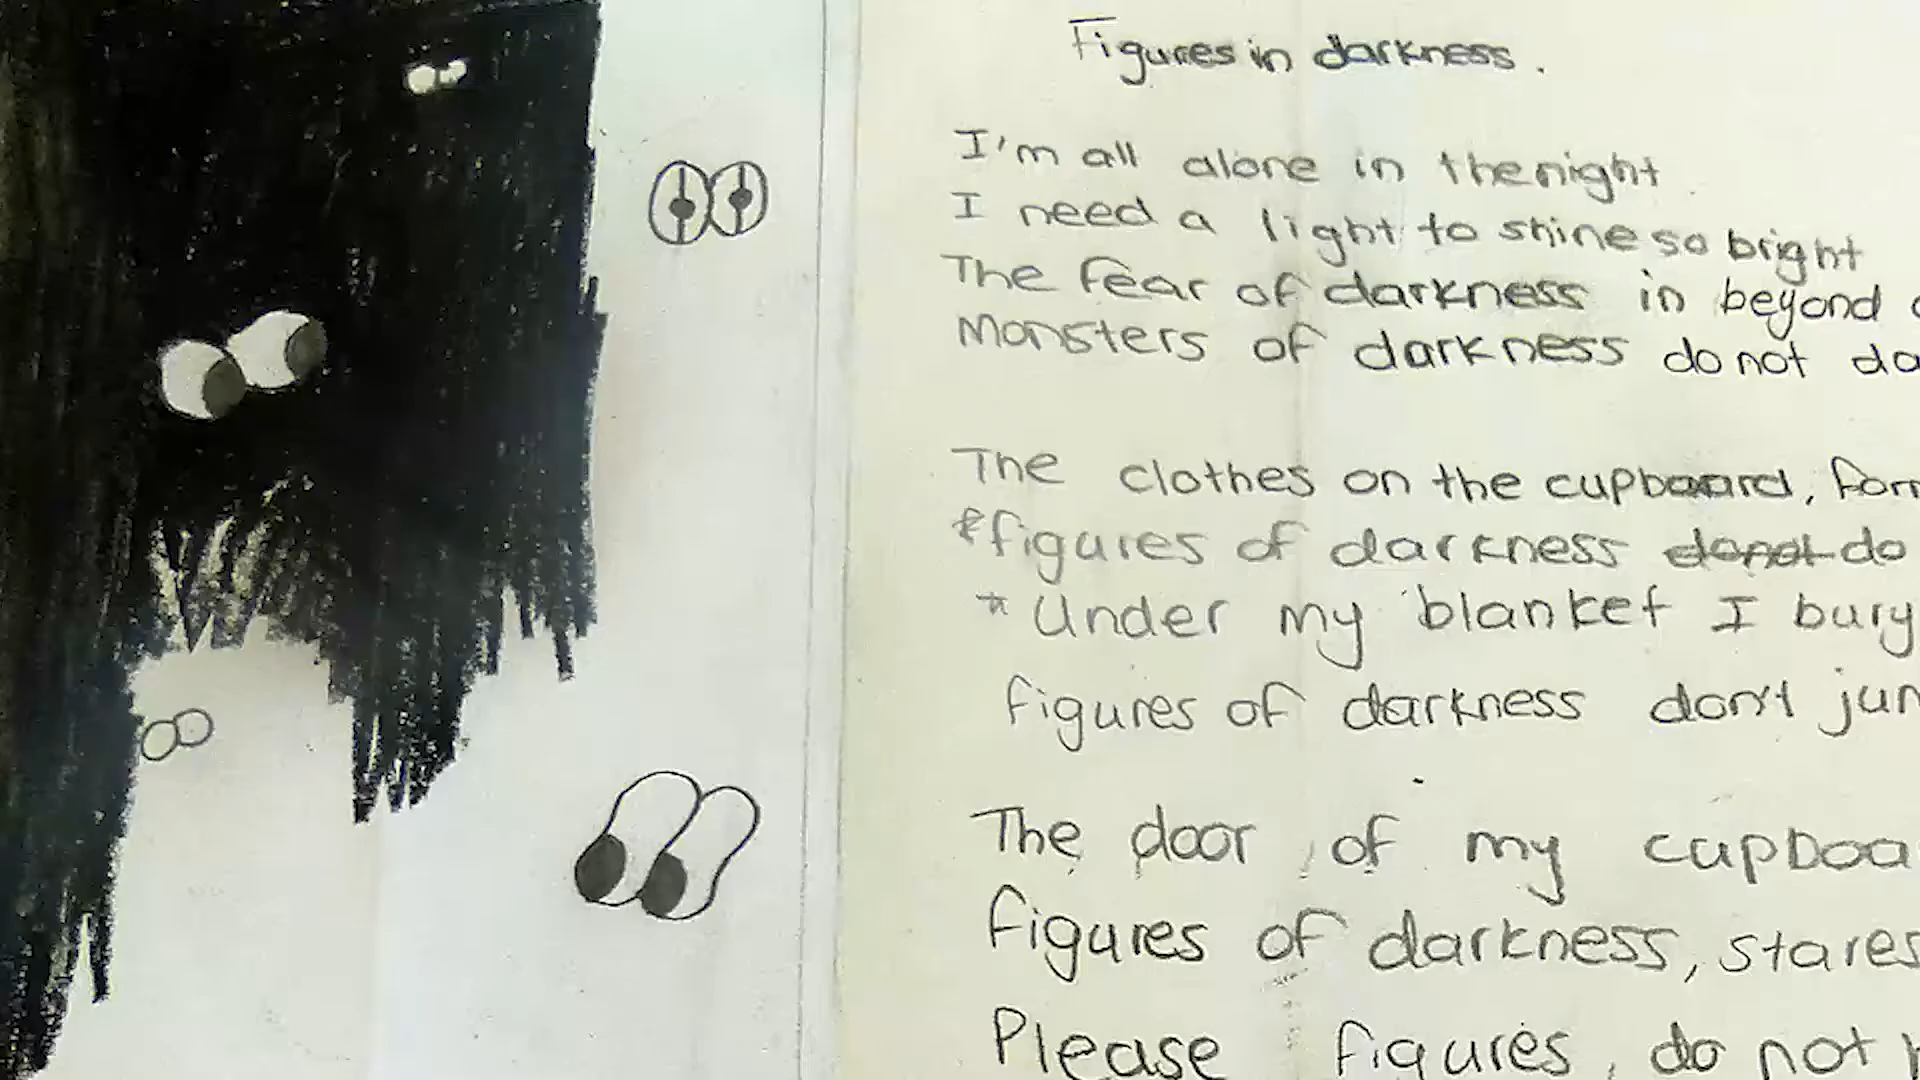 Figures in darkness.
I'm all alone in the night
I need a light to shine so bright
The fear of darkness in beyond
Monsters of darkness do not
The clothes on the cupboard,
figures of darkness do
* Under my blanket I bury
figures of darkness don't
The door of my
figures of darkness, stares
Please figures, do not